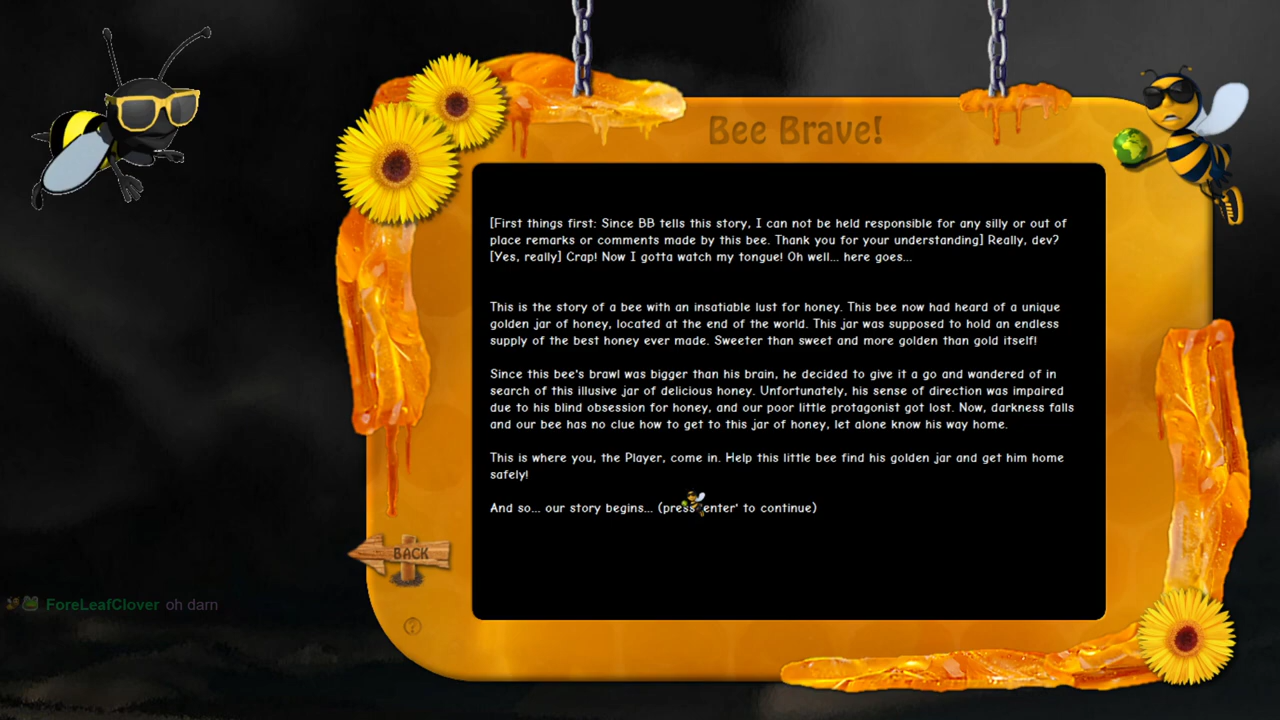 Bee Brave!
[First things first: Since BB tells this story, I can not be held responsible for any silly or out of
place remarks or comments made by this bee. Thank you for your understanding] Really, dev?
[Yes, really] Crap! Now I gotta watch my tongue! Oh well... here goes...
This is the story of a bee with an insatiable lust for honey. This bee now had heard of a unique
golden jar of honey, located at the end of the world. This jar was supposed to hold an endless
supply of the best honey ever made. Sweeter than sweet and more golden than gold itself!
Since this bee's brawl was bigger than his brain, he decided to give it a go and wandered of in
search of this illusive jar of delicious honey. Unfortunately, his sense of direction was impaired
due to his blind obsession for honey, and our poor little protagonist got lost. Now, darkness falls
and our bee has no clue how to get to this jar of honey, let alone know his way home.
This is where you, the Player, come in. Help this little bee find his golden jar and get him home
safely!
And so... our story begins... (press enter' to continue)
BACK
?
ForeLeafClover oh darn